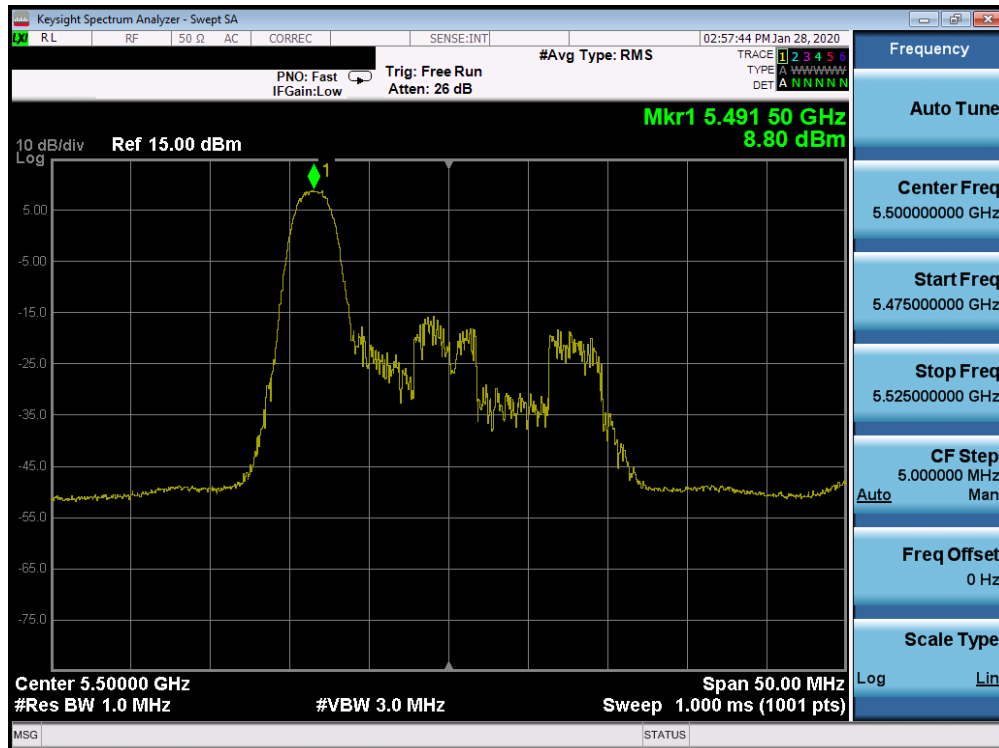 Keysight Spectrum Analyzer - Swept SA
LXI RL RF 50 Ω AC CORREC SENSE:INT 02:57:44 PM Jan 28, 2020
PNO: Fast Trig: Free Run #Avg Type: RMS TRACE 1 2 3 4 5 6
IFGain:Low Atten: 26 dB TYPE A WWWWW
DET A N N N N N
Mkr1 5.491 50 GHz
8.80 dBm
10 dB/div Ref 15.00 dBm
Log
1
5.00
-5.00
-15.0
-25.0
-35.0
-45.0
-55.0
-65.0
-75.0
Center 5.50000 GHz Span 50.00 MHz
#Res BW 1.0 MHz #VBW 3.0 MHz Sweep 1.000 ms (1001 pts)
MSG STATUS
Frequency
Auto Tune
Center Freq
5.500000000 GHz
Start Freq
5.475000000 GHz
Stop Freq
5.525000000 GHz
CF Step
5.000000 MHz
Auto Man
Freq Offset
0 Hz
Scale Type
Log Lin